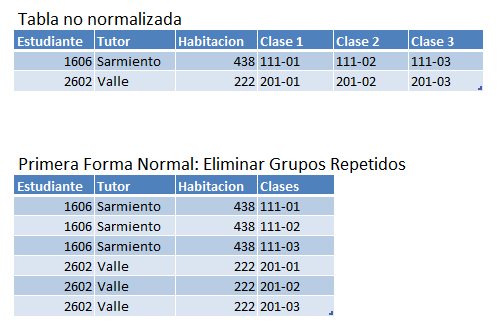 Tabla no normalizada
Estudiante Tutor Habitacion Clase 1 Clase 2 Clase 3
1606 Sarmiento 438 111-01 111-02 111-03
2602 Valle 222 201-01 201-02 201-03
Primera Forma Normal: Eliminar Grupos Repetidos
Estudiante Tutor Habitacion Clases
1606 Sarmiento 438 111-01
1606 Sarmiento 438 111-02
1606 Sarmiento 438 111-03
2602 Valle 222 201-01
2602 Valle 222 201-02
2602 Valle 222 201-03